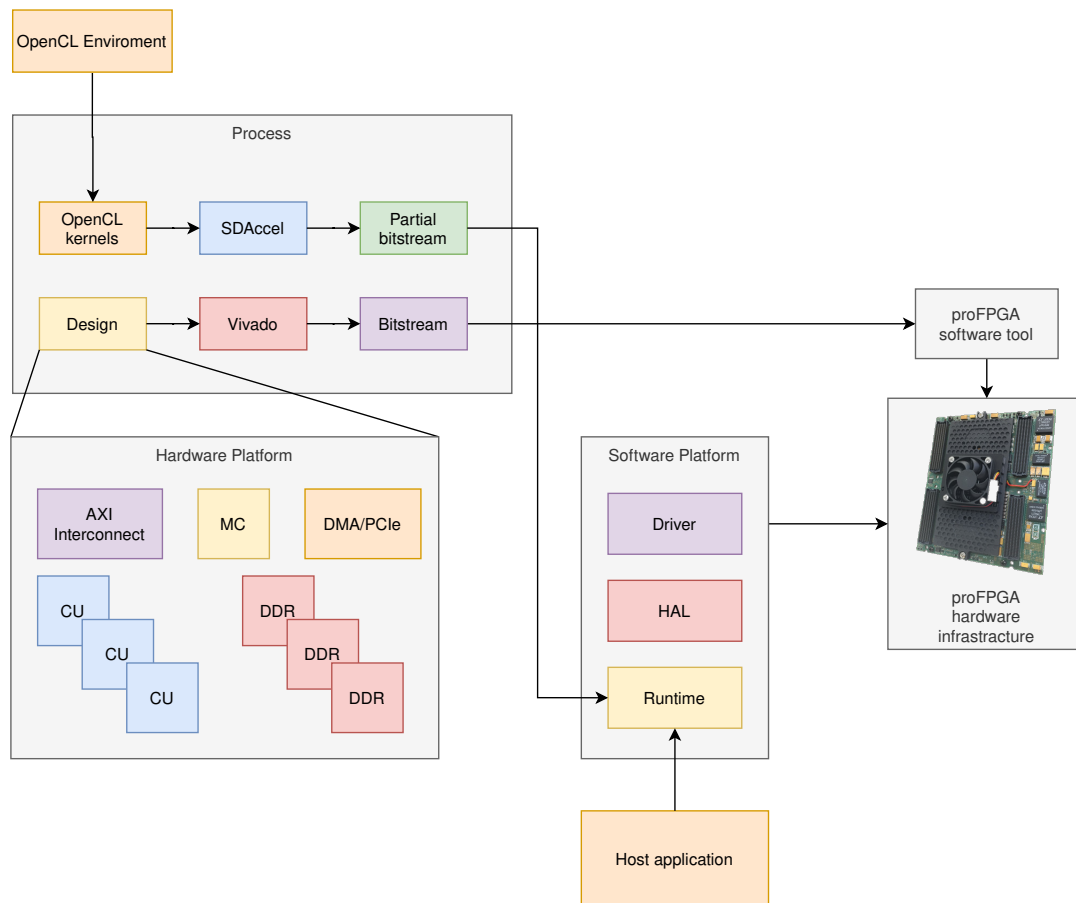 OpenCL Enviroment
Process
OpenCL
kernels
SDAccel
Partial
bitstream
Design
Vivado
Bitstream
proFPGA
software tool
Hardware Platform
AXI
Interconnect
MC
DMA/PCIe
CU
CU
CU
DDR
DDR
DDR
Software Platform
Driver
HAL
Runtime
proFPGA
hardware
infrastracture
Host application